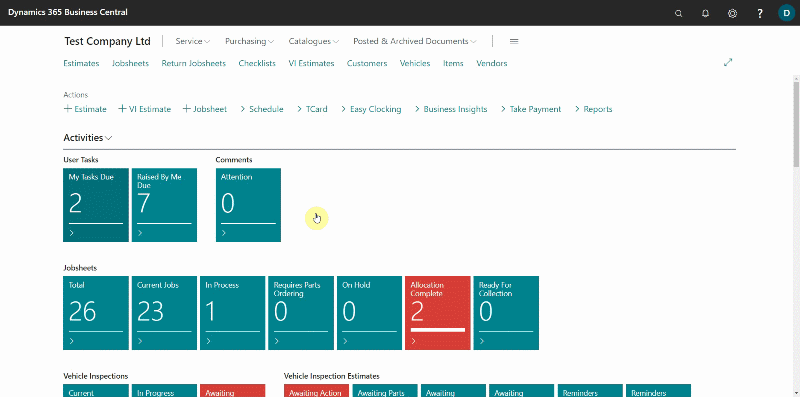 Dynamics 365 Business Central
? D
Test Company Ltd Service Purchasing Catalogues Posted & Archived Documents
Estimates Jobsheets Return Jobsheets Checklists VI Estimates Customers Vehicles Items Vendors
Actions
+ Estimate + VI Estimate + Jobsheet > Schedule > TCard > Easy Clocking > Business Insights > Take Payment > Reports
Activities
User Tasks Comments
My Tasks Due Raised By Me Attention
Due
2 7 0
Jobsheets
Total Current Jobs In Process Requires Parts On Hold Allocation Ready For
Ordering Complete Collection
26 23 1 0 0 2 0
Vehicle Inspections Vehicle Inspection Estimates
Current In Progress Awaiting Awaiting Action Awaiting Parts Awaiting Awaiting Reminders Reminders